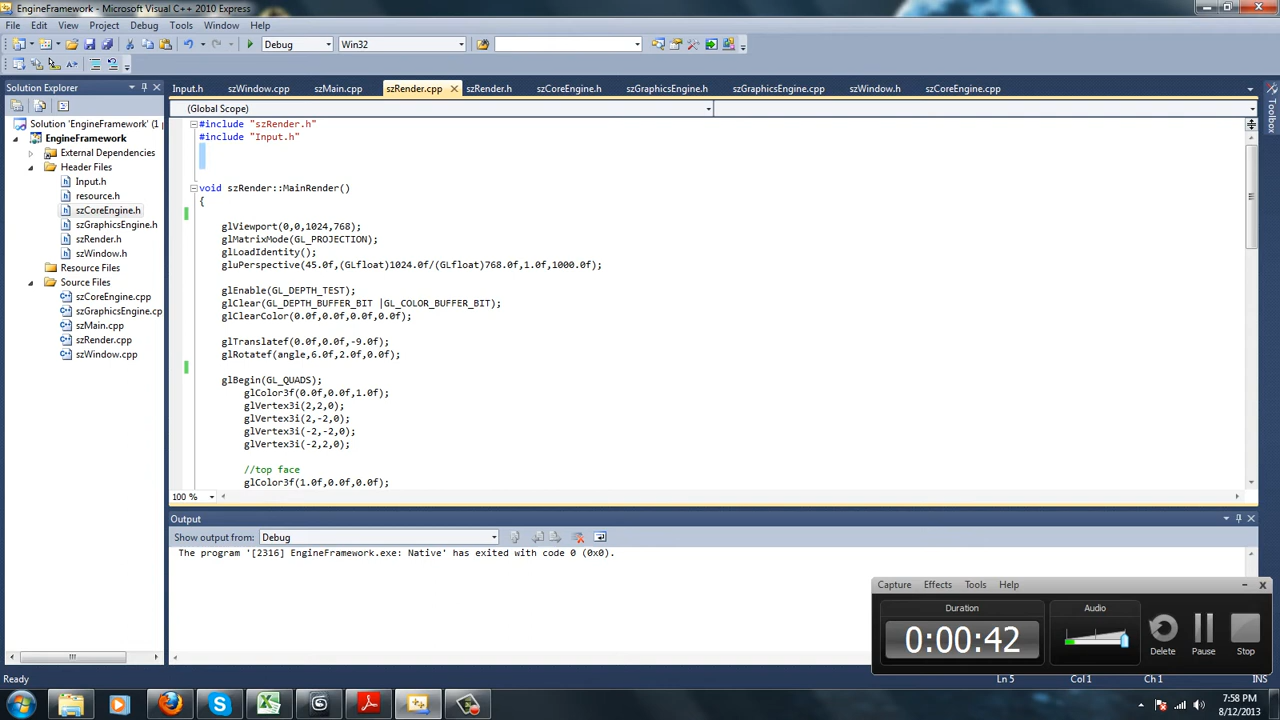 EngineFramework - Microsoft Visual C++ 2010 Express
File Edit View Project Debug Tools Window Help
Debug Win32
Solution Explorer
Input.h szWindow.cpp szMain.cpp szRender.cpp szRender.h szCoreEngine.h szGraphicsEngine.h szGraphicsEngine.cpp szWindow.h szCoreEngine.cpp
(Global Scope)
Toolbox
Solution 'EngineFramework' (1
EngineFramework
External Dependencies
Header Files
Input.h
resource.h
szCoreEngine.h
szGraphicsEngine.h
szRender.h
szWindow.h
Resource Files
Source Files
szCoreEngine.cpp
szGraphicsEngine.cp
szMain.cpp
szRender.cpp
szWindow.cpp
#include "szRender.h"
#include "Input.h"
void szRender::MainRender()
{
glViewport(0,0,1024,768);
glMatrixMode(GL_PROJECTION);
glLoadIdentity();
gluPerspective(45.0f,(GLfloat)1024.0f/(GLfloat)768.0f,1.0f,1000.0f);
glEnable(GL_DEPTH_TEST);
glClear(GL_DEPTH_BUFFER_BIT |GL_COLOR_BUFFER_BIT);
glClearColor(0.0f,0.0f,0.0f,0.0f);
glTranslatef(0.0f,0.0f,-9.0f);
glRotatef(angle,6.0f,2.0f,0.0f);
glBegin(GL_QUADS);
glColor3f(0.0f,0.0f,1.0f);
glVertex3i(2,2,0);
glVertex3i(2,-2,0);
glVertex3i(-2,-2,0);
glVertex3i(-2,2,0);
//top face
glColor3f(1.0f,0.0f,0.0f);
100 %
Output
Show output from: Debug
The program '[2316] EngineFramework.exe: Native' has exited with code 0 (0x0).
Capture Effects Tools Help
Duration Audio
0:00:42
Delete Pause Stop
Ready Ln 5 Col 1 Ch 1 INS
7:58 PM
8/12/2013